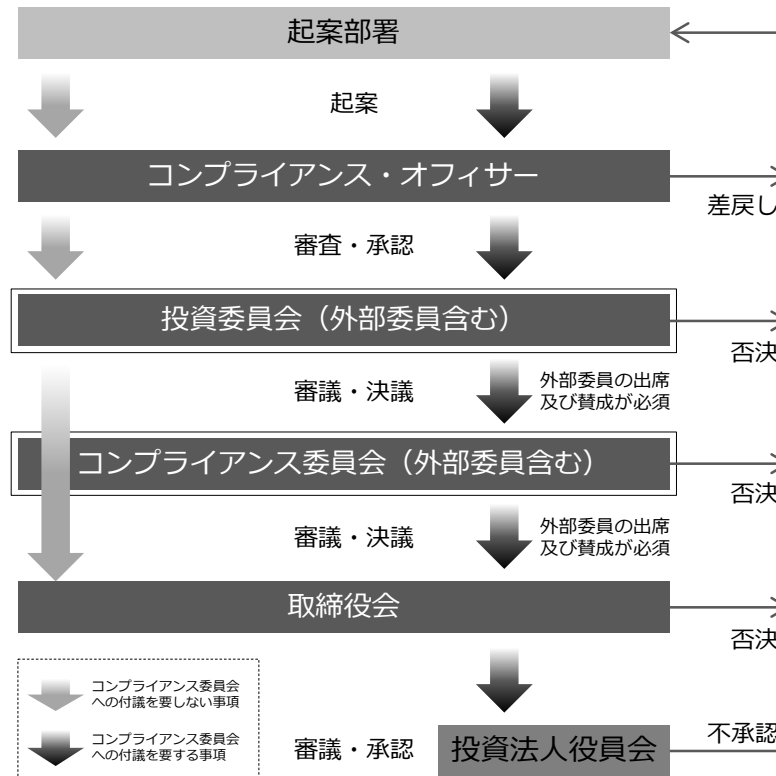 起案部署
起案
コンプライアンス・オフィサー
差戻し
審査・承認
投資委員会（外部委員含む）
否決
審議・決議
外部委員の出席
及び賛成が必須
コンプライアンス委員会（外部委員含む）
否決
審議・決議
外部委員の出席
及び賛成が必須
取締役会
否決
コンプライアンス委員会
への付議を要しない事項
コンプライアンス委員会
への付議を要する事項
審議・承認
投資法人役員会
不承認